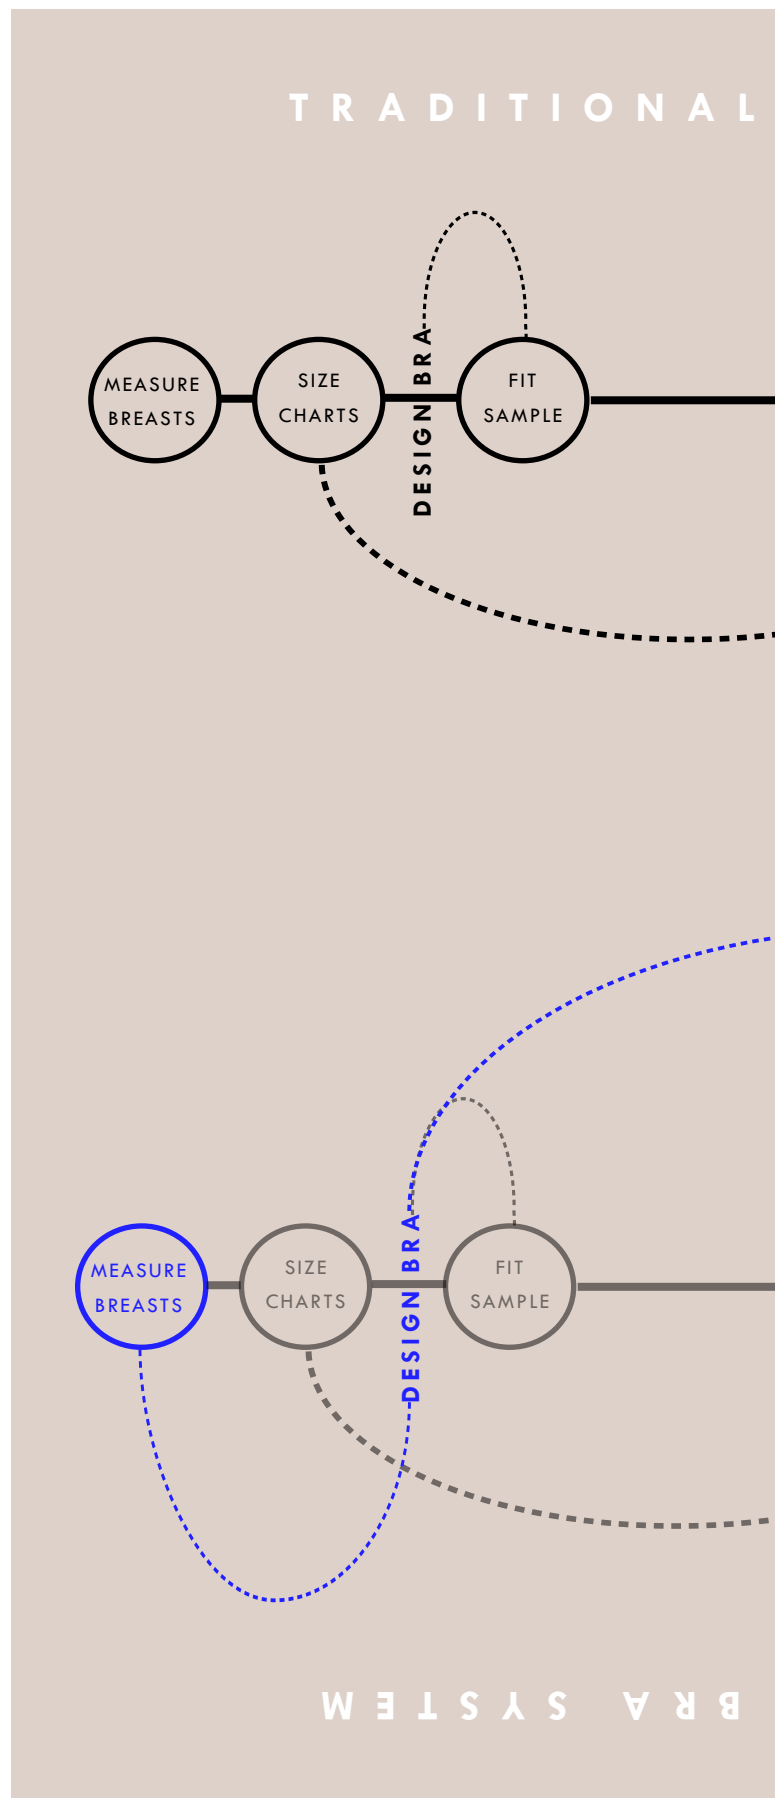 TRADITIONAL
MEASURE
BREASTS
SIZE
CHARTS
DESIGN BRA
FIT
SAMPLE
MEASURE
BREASTS
SIZE
CHARTS
DESIGN BRA
FIT
SAMPLE
BRA SYSTEM